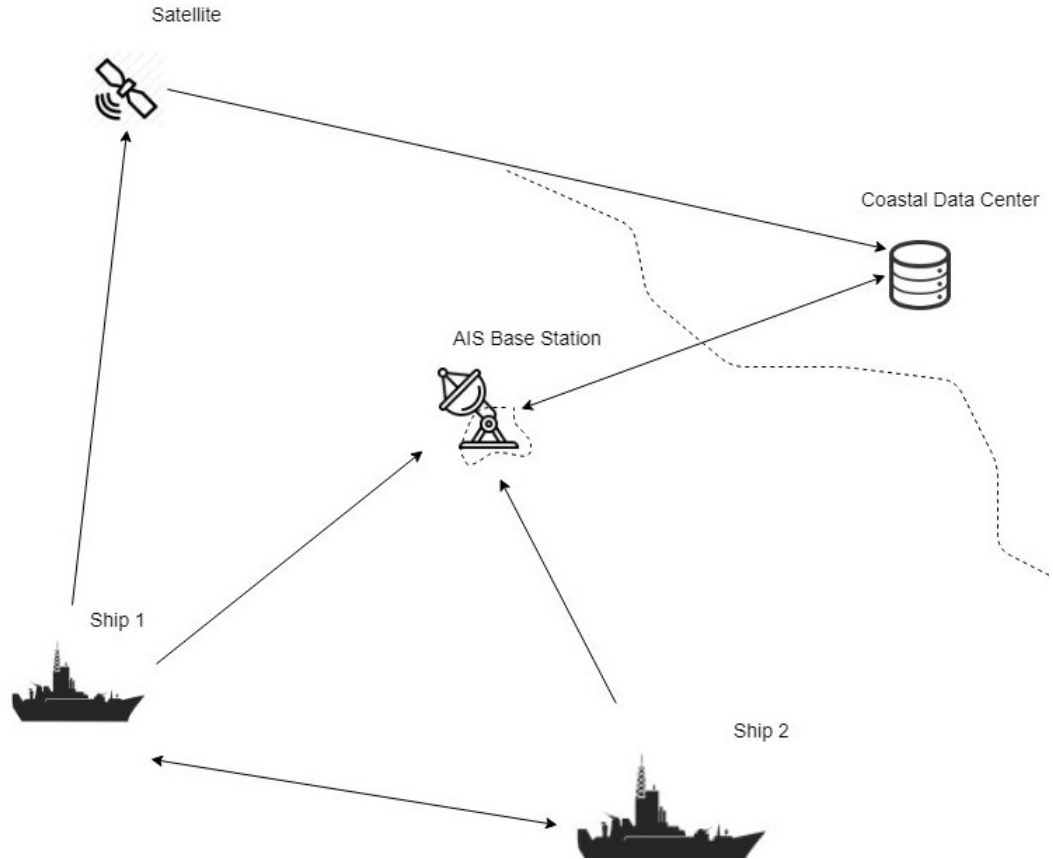 Satellite
Coastal Data Center
AIS Base Station
Ship 1
Ship 2